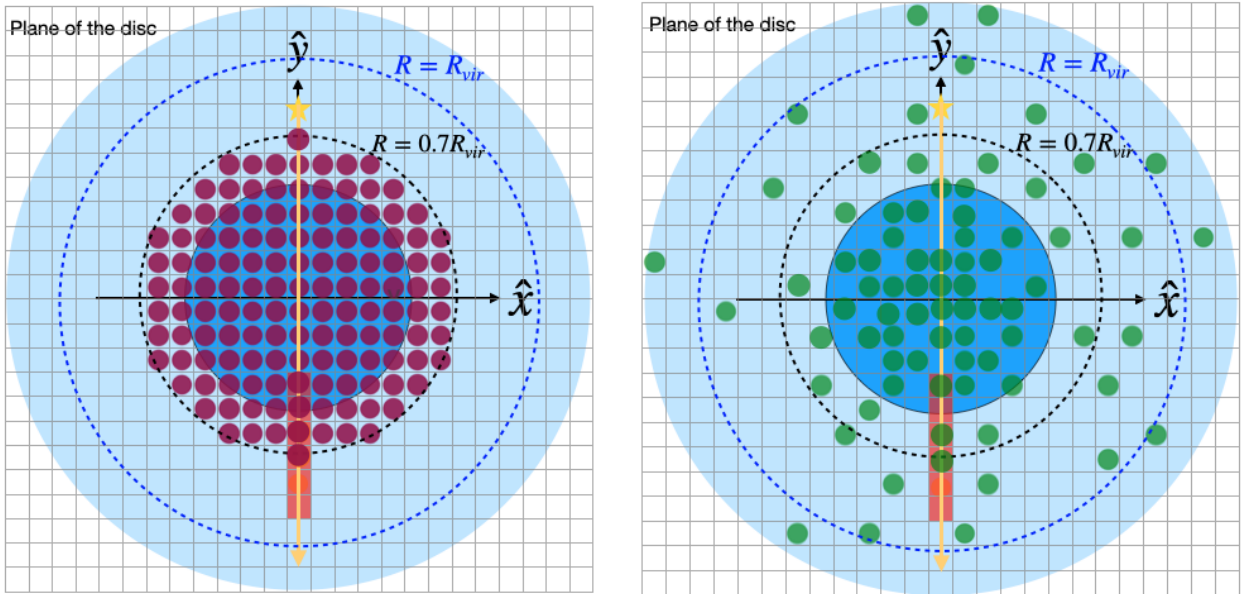 Plane of the disc
ŷ
R = R_vir
R = 0.7R_vir
x̂
Plane of the disc
ŷ
R = R_vir
R = 0.7R_vir
x̂